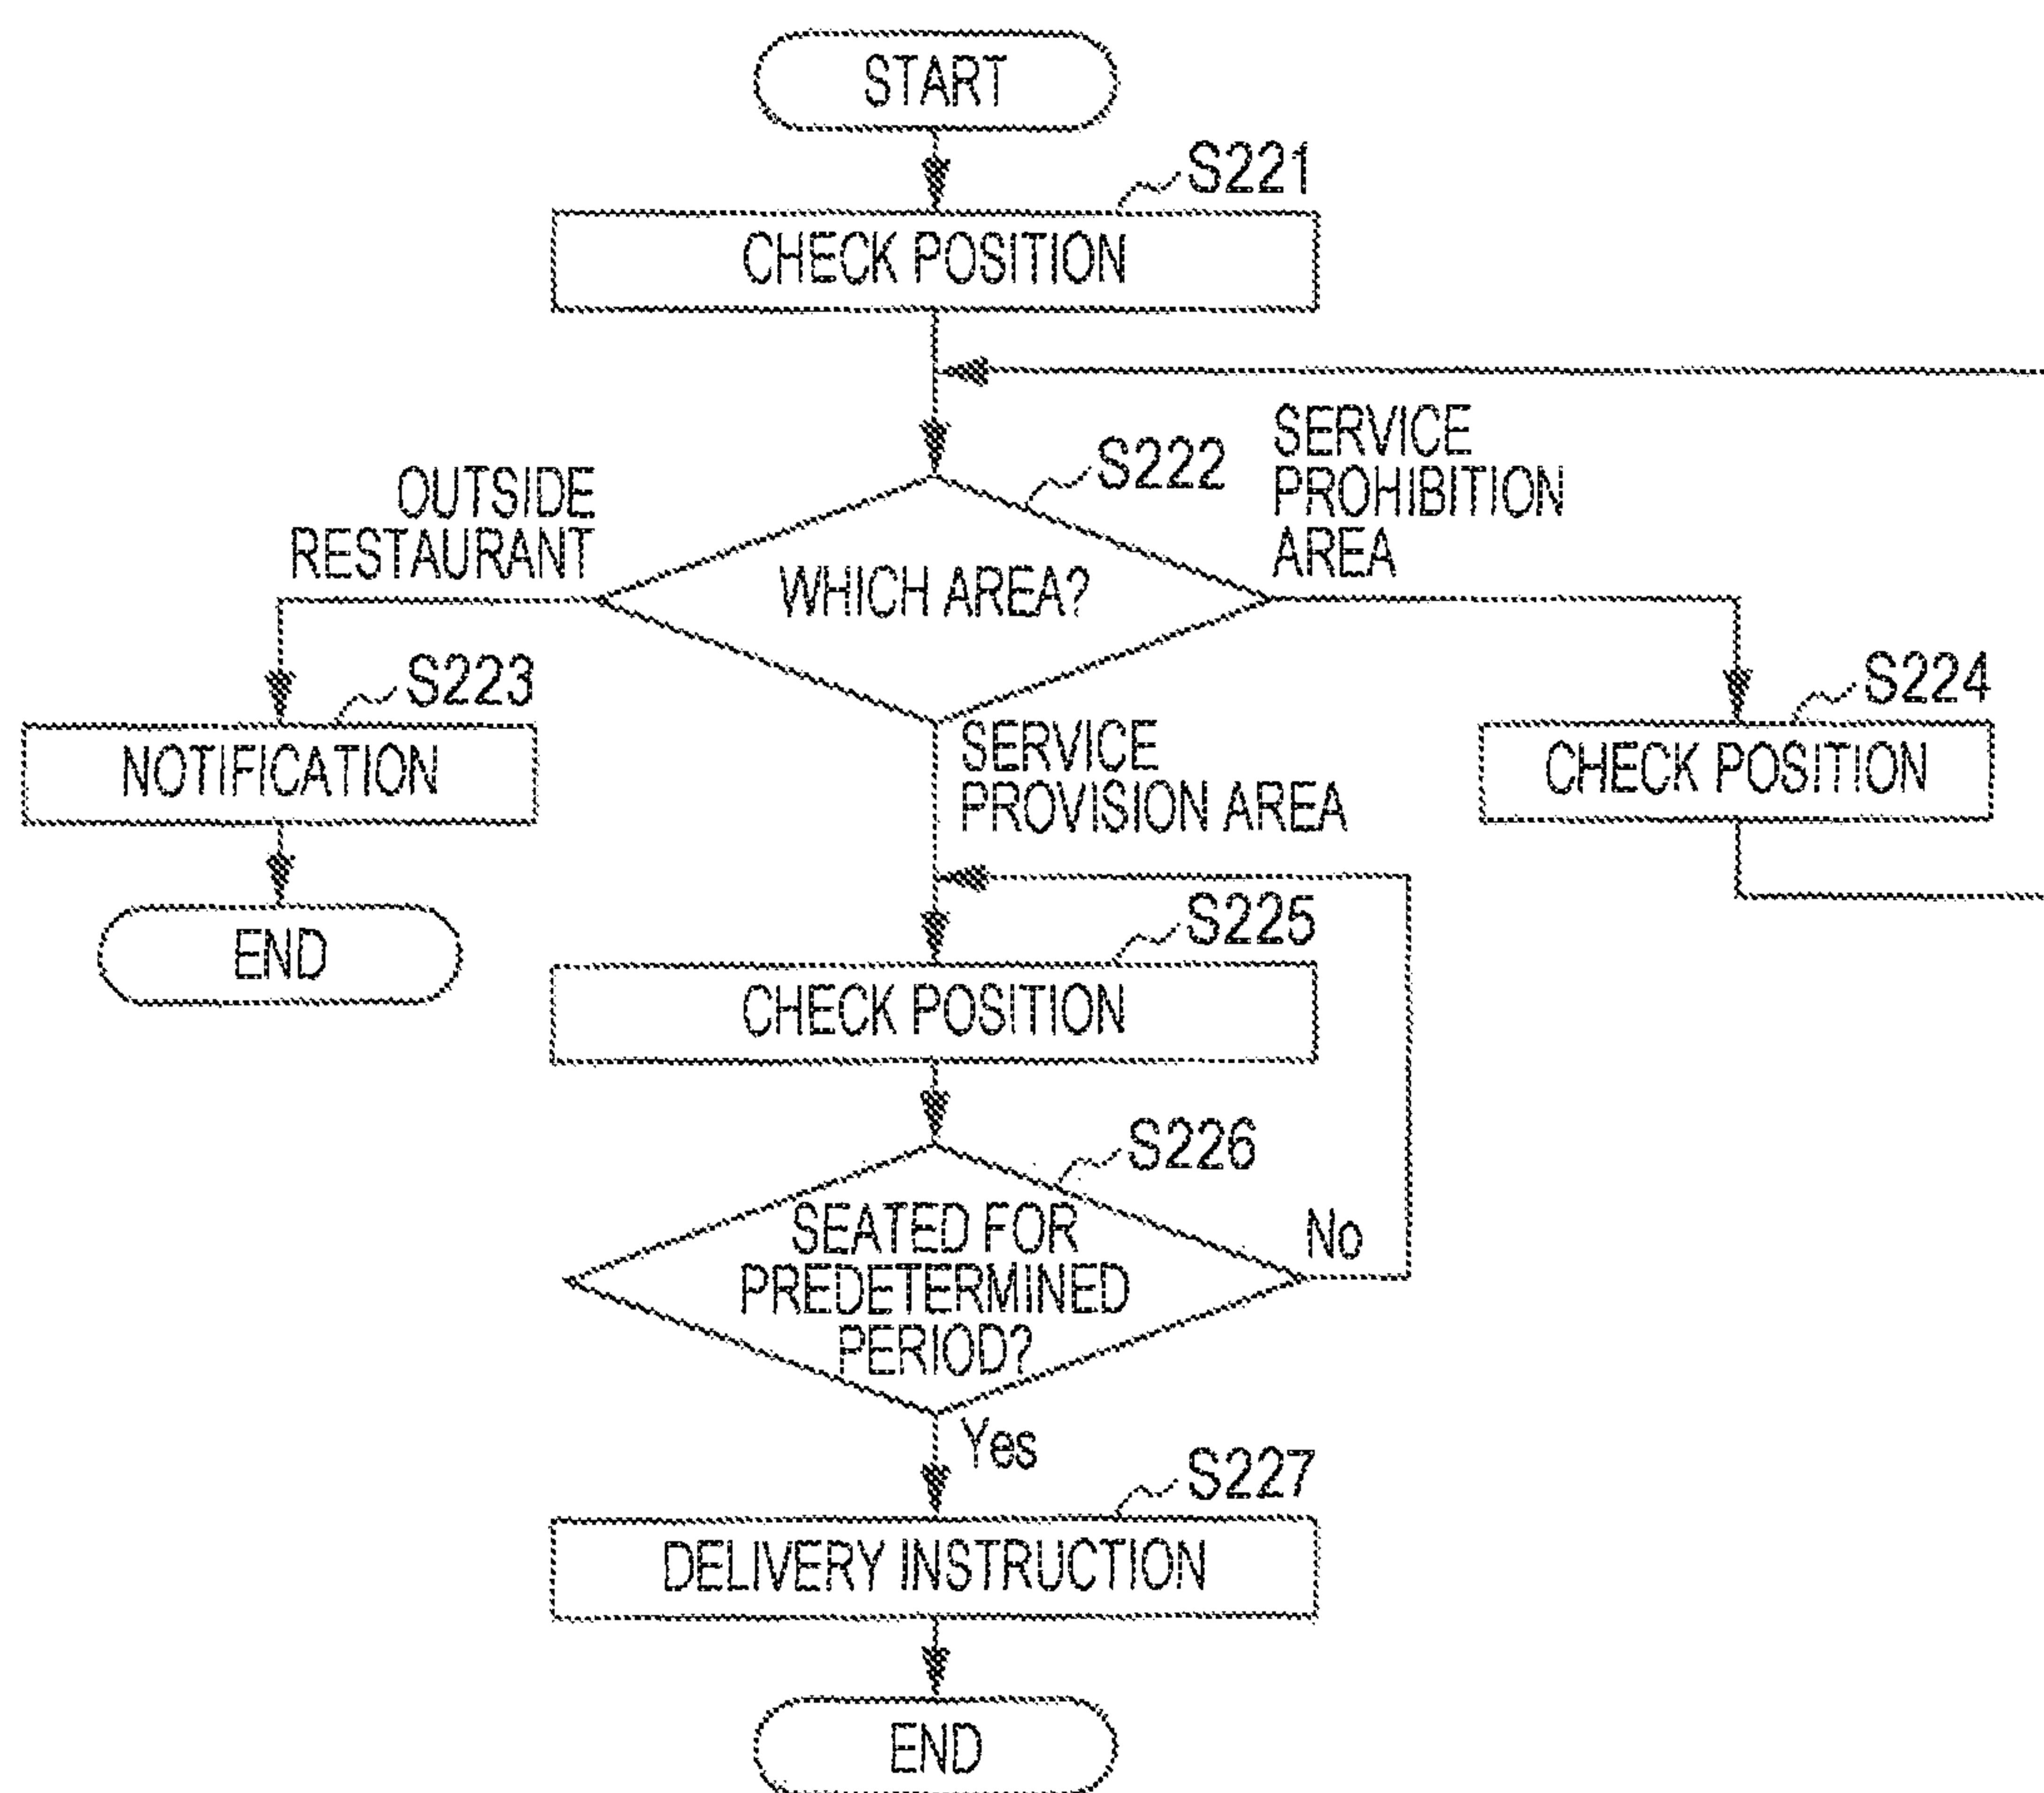 START
S221
CHECK POSITION
S222
SERVICE
PROHIBITION
AREA
OUTSIDE
RESTAURANT
WHICH AREA?
S223
NOTIFICATION
END
S224
CHECK POSITION
SERVICE
PROVISION AREA
S225
CHECK POSITION
S226
SEATED FOR
PREDETERMINED
PERIOD?
No
Yes
S227
DELIVERY INSTRUCTION
END